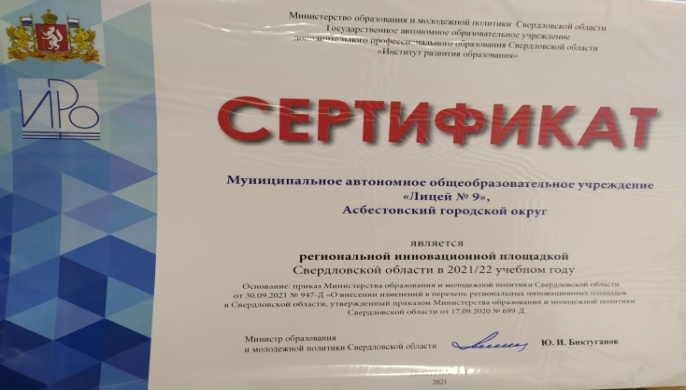 Министерство образования и молодежной политики Свердловской области
Государственное автономное образовательное учреждение
дополнительного профессионального образования Свердловской области
«Институт развития образования»
ИРО
СЕРТИФИКАТ
Муниципальное автономное общеобразовательное учреждение
«Лицей № 9»,
Асбестовский городской округ
является
региональной инновационной площадкой
Свердловской области в 2021/22 учебном году
Основание: приказ Министерства образования и молодежной политики Свердловской области
от 30.09.2021 № 947-Д «О внесении изменений в перечень региональных инновационных площадок
в Свердловской области, утвержденный приказом Министерства образования и молодежной политики
Свердловской области от 17.09.2020 № 699-Д
Министр образования
и молодежной политики Свердловской области
Ю. И. Биктуганов
2021